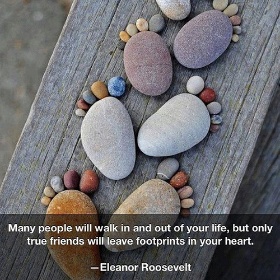 Many people will walk in and out of your life, but only
true friends will leave footprints in your heart.
—Eleanor Roosevelt